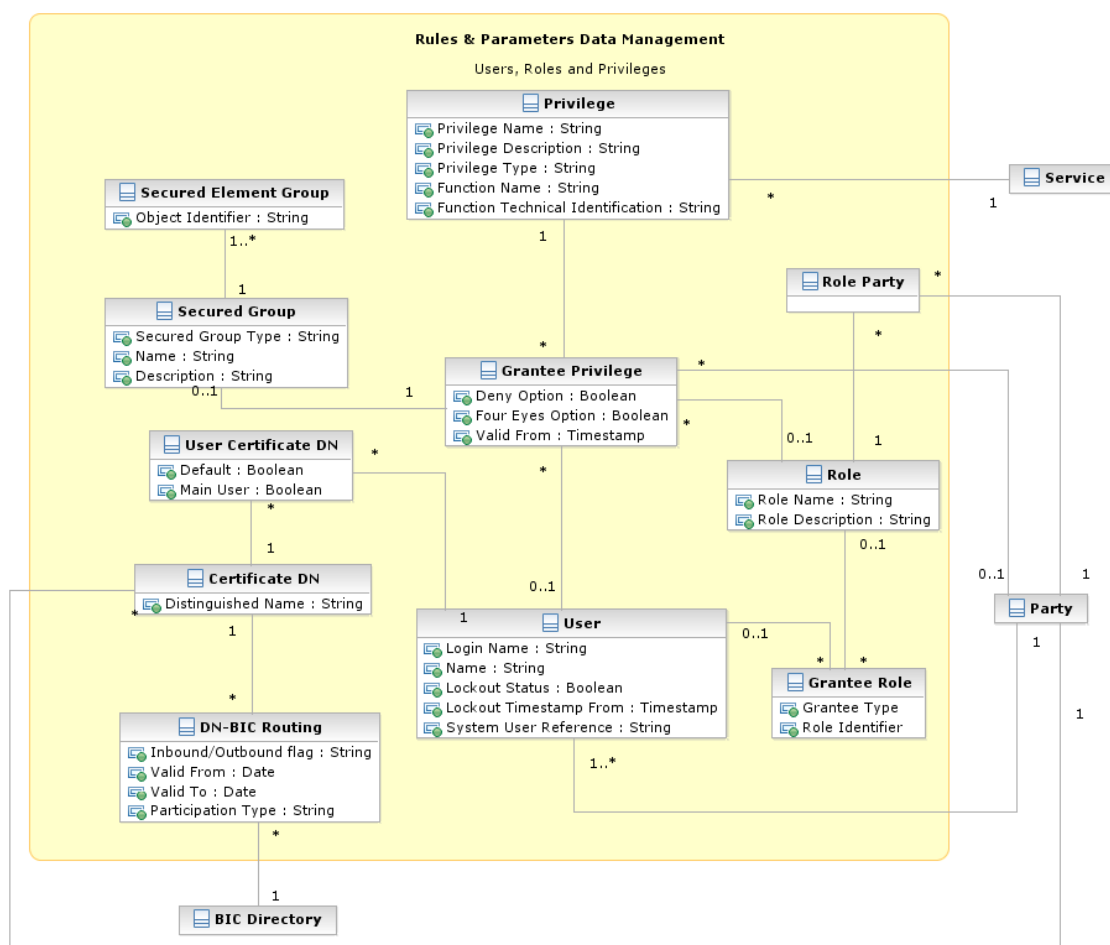 Rules & Parameters Data Management
Users, Roles and Privileges
Privilege
Privilege Name : String
Privilege Description : String
Privilege Type : String
Function Name : String
Function Technical Identification : String
Service
*
1
Secured Element Group
Object Identifier : String
1..*
1
Secured Group
Secured Group Type : String
Name : String
Description : String
0..1
1
1
*
Role Party
*
*
1
Grantee Privilege
Deny Option : Boolean
Four Eyes Option : Boolean
Valid From : Timestamp
*
*
*
0..1
User Certificate DN
Default : Boolean
Main User : Boolean
*
*
1
Role
Role Name : String
Role Description : String
0..1
Certificate DN
Distinguished Name : String
*
1
*
0..1
0..1
1
Party
1
1
User
Login Name : String
Name : String
Lockout Status : Boolean
Lockout Timestamp From : Timestamp
System User Reference : String
1
0..1
*
*
1..*
Grantee Role
Grantee Type
Role Identifier
DN-BIC Routing
Inbound/Outbound flag : String
Valid From : Date
Valid To : Date
Participation Type : String
*
1
BIC Directory